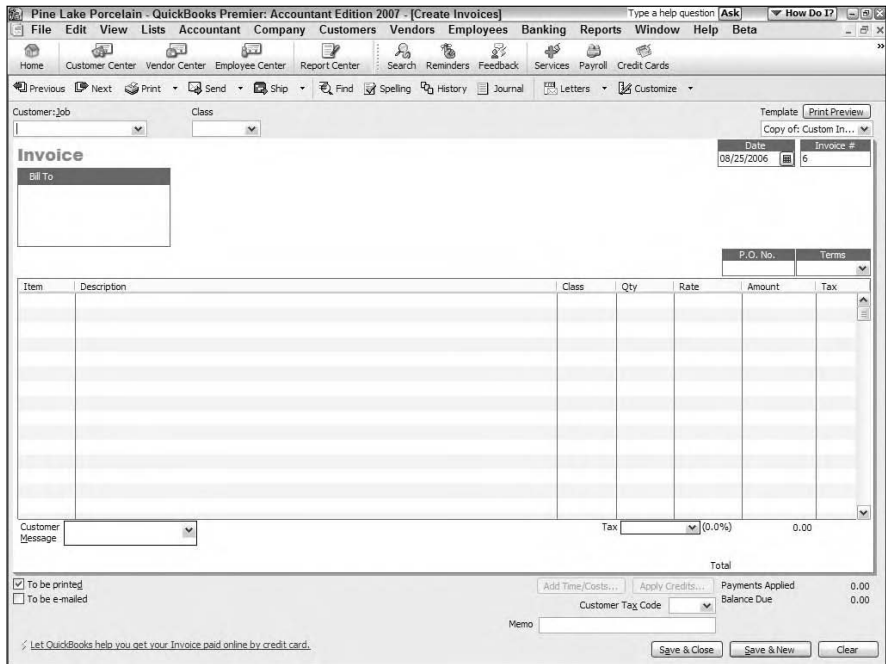 Pine Lake Porcelain - QuickBooks Premier: Accountant Edition 2007 - [Create Invoices] Type a help question Ask How Do I?
File Edit View Lists Accountant Company Customers Vendors Employees Banking Reports Window Help Beta
Home Customer Center Vendor Center Employee Center Report Center Search Reminders Feedback Services Payroll Credit Cards »
Previous Next Print Send Ship Find Spelling History Journal Letters Customize
Customer:Job Class Template Print Preview
Copy of: Custom In...
Invoice Date Invoice #
08/25/2006 6
Bill To
P.O. No. Terms
Item Description Class Qty Rate Amount Tax
Customer Message Tax (0.0%) 0.00
Total
To be printed Add Time/Costs... Apply Credits... Payments Applied 0.00
To be e-mailed Customer Tax Code Balance Due 0.00
Memo
Let QuickBooks help you get your Invoice paid online by credit card. Save & Close Save & New Clear